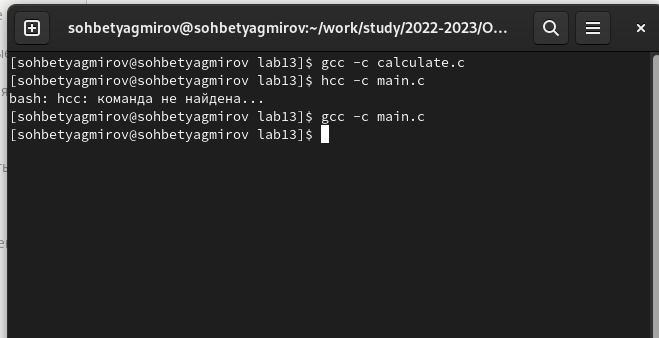 sohbetyagmirov@sohbetyagmirov:~/work/study/2022-2023/O...
[sohbetyagmirov@sohbetyagmirov lab13]$ gcc -c calculate.c
[sohbetyagmirov@sohbetyagmirov lab13]$ hcc -c main.c
bash: hcc: команда не найдена...
[sohbetyagmirov@sohbetyagmirov lab13]$ gcc -c main.c
[sohbetyagmirov@sohbetyagmirov lab13]$